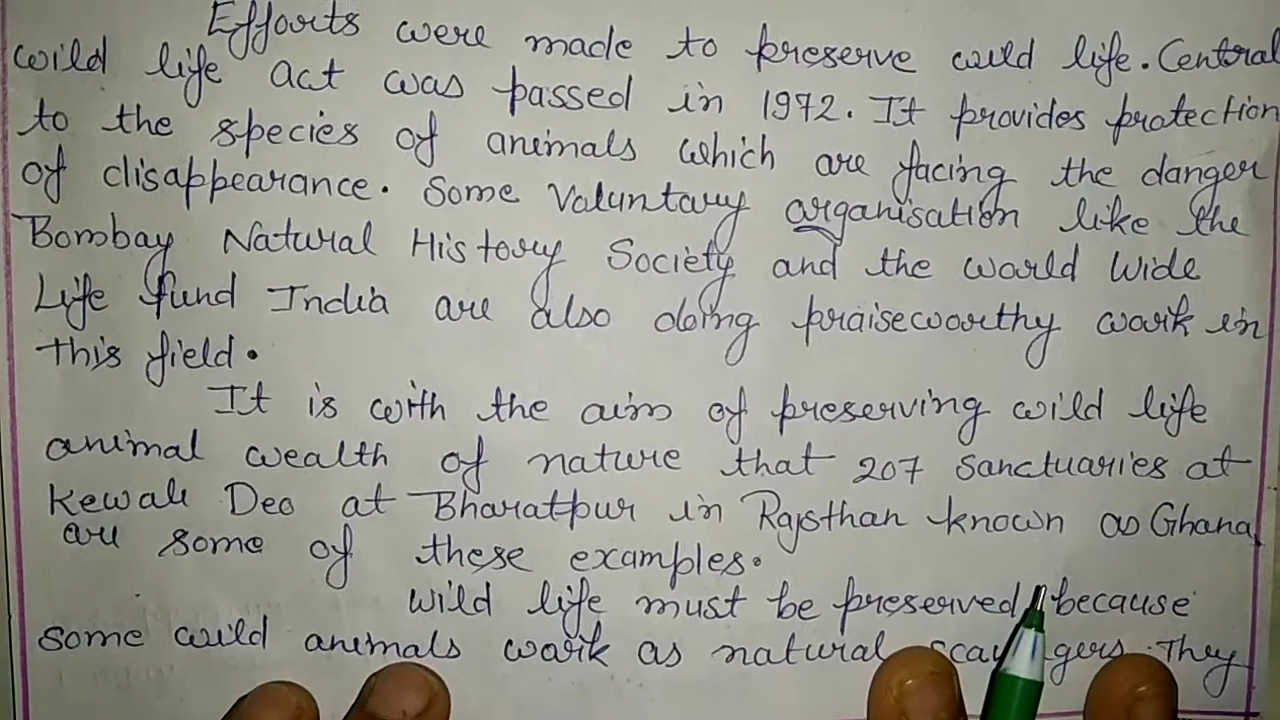 Efforts were made to preserve wild life. Central
wild life act was passed in 1972. It provides protection
to the species of animals which are facing the danger
of disappearance. Some Valuntary organisation like the
Bombay Natural History Society and the world wide
Life fund India are also doing praiseworthy work in
this field.
It is with the aim of preserving wild life
animal wealth of nature that 207 sanctuaries at
Kewali Deo at Bharatpur in Rajsthan known as Ghana
are some of these examples.
wild life must be preserved because
some wild animals work as natural They